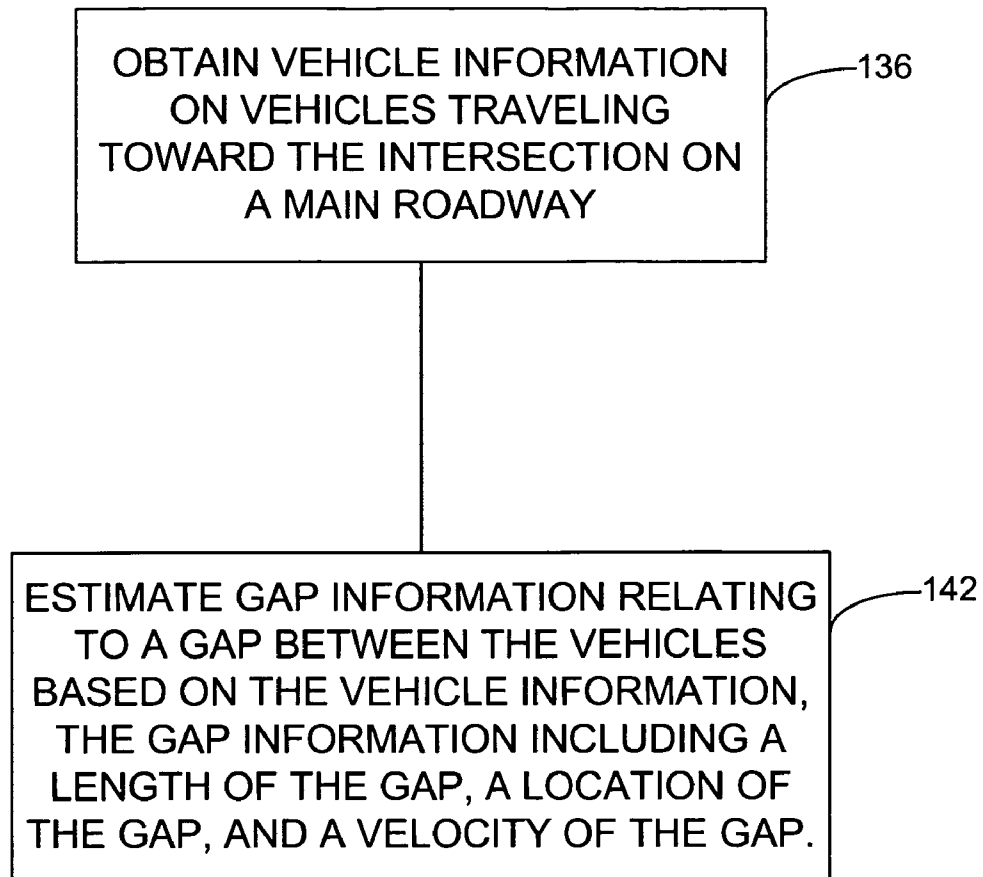 OBTAIN VEHICLE INFORMATION
ON VEHICLES TRAVELING
TOWARD THE INTERSECTION ON
A MAIN ROADWAY
136
ESTIMATE GAP INFORMATION RELATING
TO A GAP BETWEEN THE VEHICLES
BASED ON THE VEHICLE INFORMATION,
THE GAP INFORMATION INCLUDING A
LENGTH OF THE GAP, A LOCATION OF
THE GAP, AND A VELOCITY OF THE GAP.
142